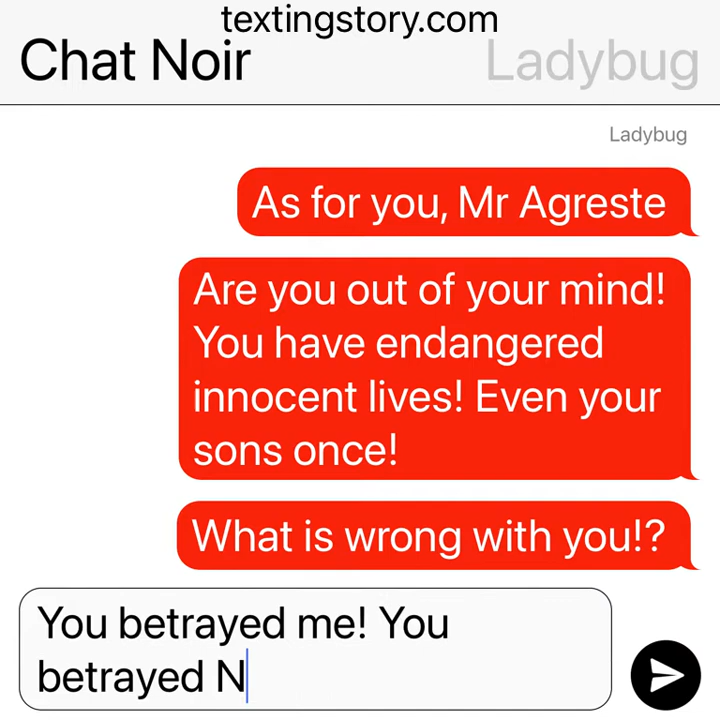 textingstory.com
Chat Noir
Ladybug
Ladybug
As for you, Mr Agreste
Are you out of your mind!
You have endangered
innocent lives! Even your
sons once!
What is wrong with you!?
You betrayed me! You
betrayed N